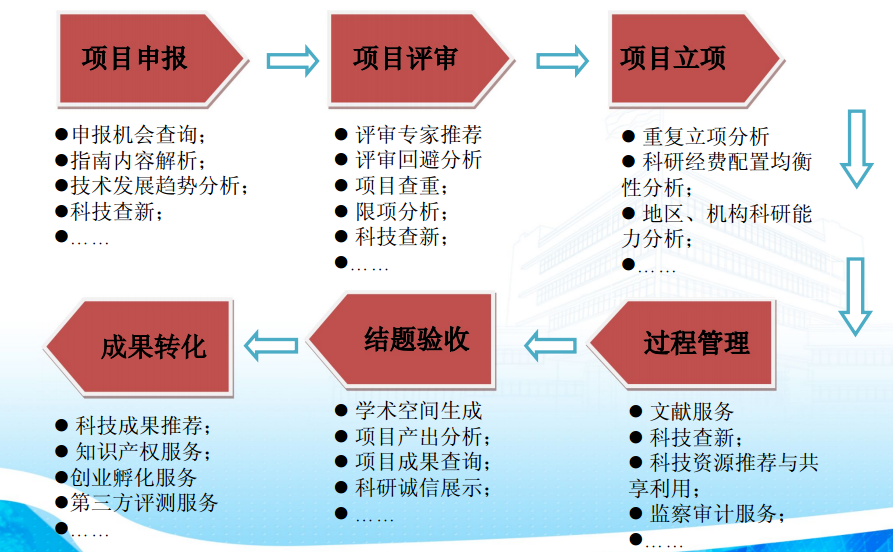 项目申报
●申报机会查询；
●指南内容解析；
●技术发展趋势分析；
●科技查新；
●……
项目评审
● 评审专家推荐
● 评审回避分析
● 项目查重；
● 限项分析；
● 科技查新；
●……
项目立项
● 重复立项分析
● 科研经费配置均衡
性分析；
● 地区、机构科研能
力分析；
●……
过程管理
● 文献服务
● 科技查新；
● 科技资源推荐与共
享利用；
● 监察审计服务；
●……
结题验收
● 学术空间生成
● 项目产出分析；
● 项目成果查询；
● 科研诚信展示；
● ……
成果转化
● 科技成果推荐；
● 知识产权服务；
●创业孵化服务
●第三方评测服务
●……